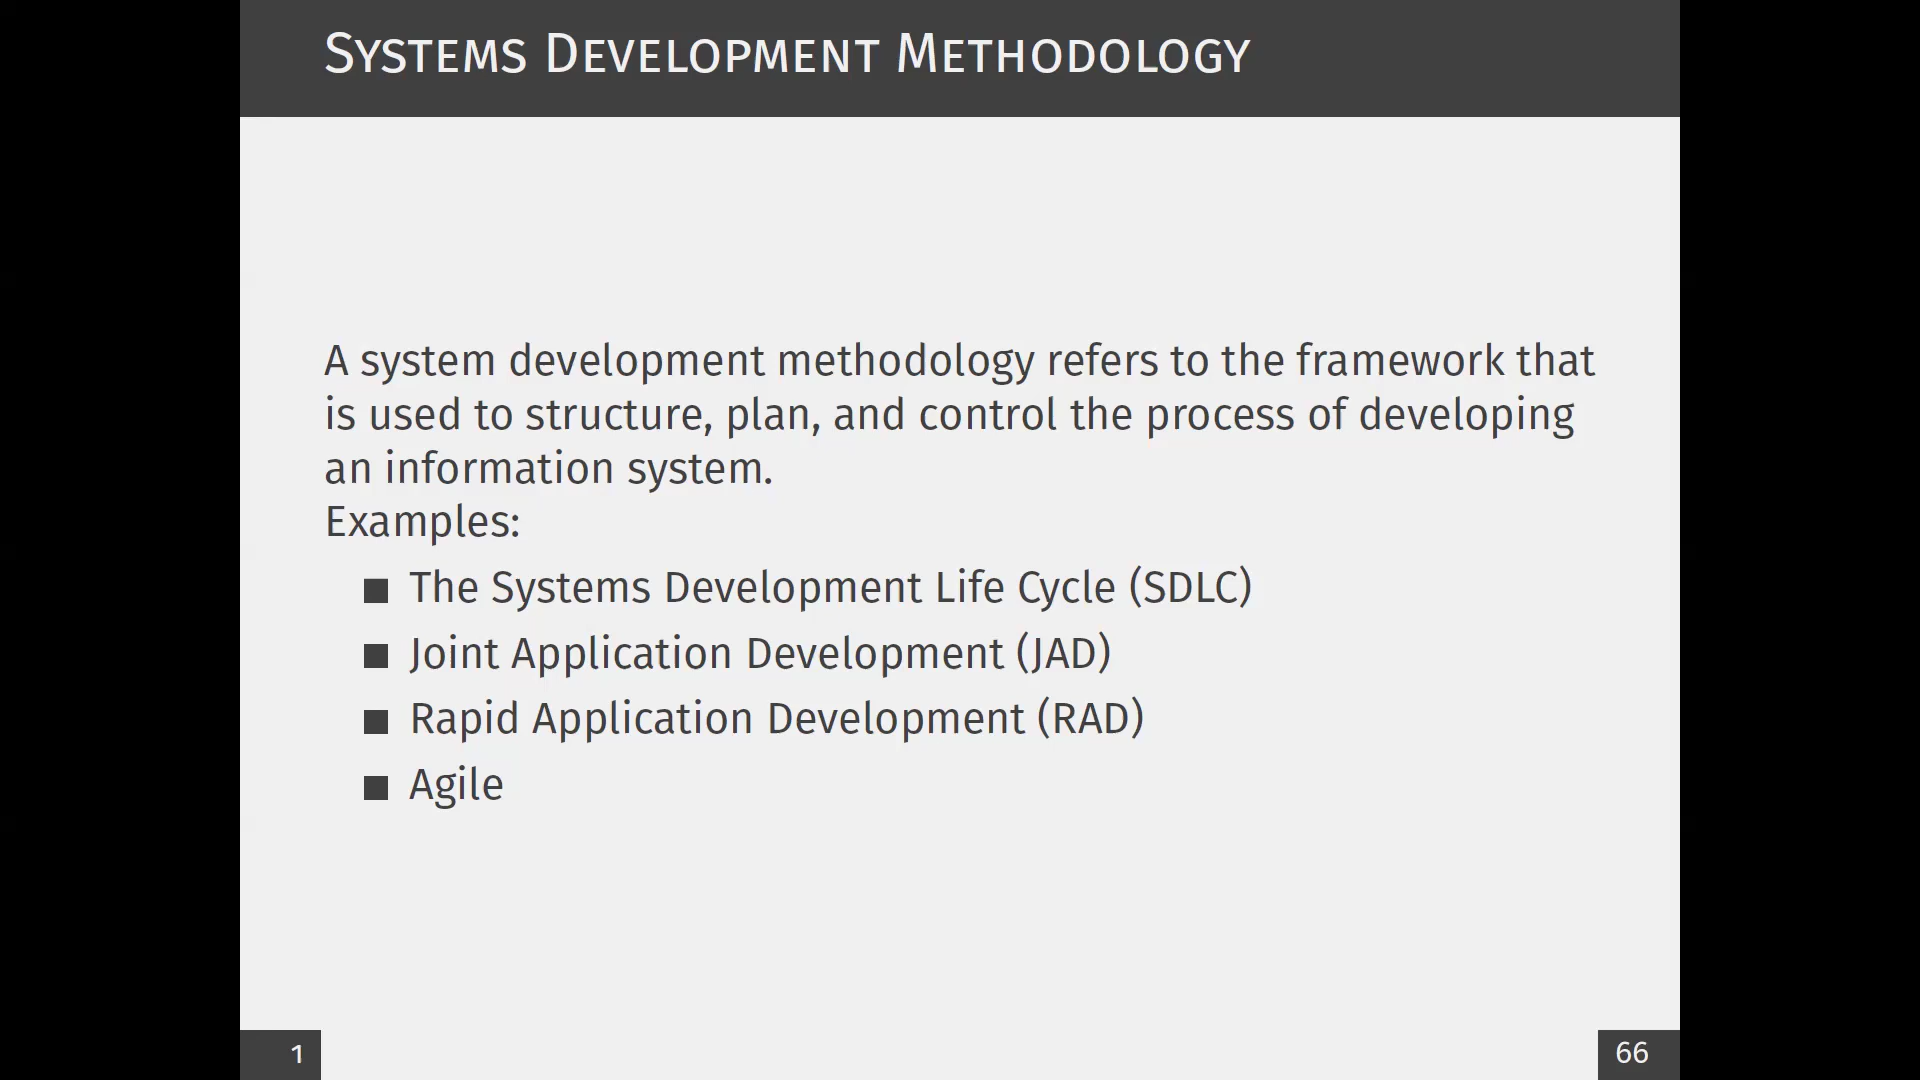 Systems Development Methodology
A system development methodology refers to the framework that
is used to structure, plan, and control the process of developing
an information system.
Examples:
■ The Systems Development Life Cycle (SDLC)
■ Joint Application Development (JAD)
■ Rapid Application Development (RAD)
■ Agile
1
66